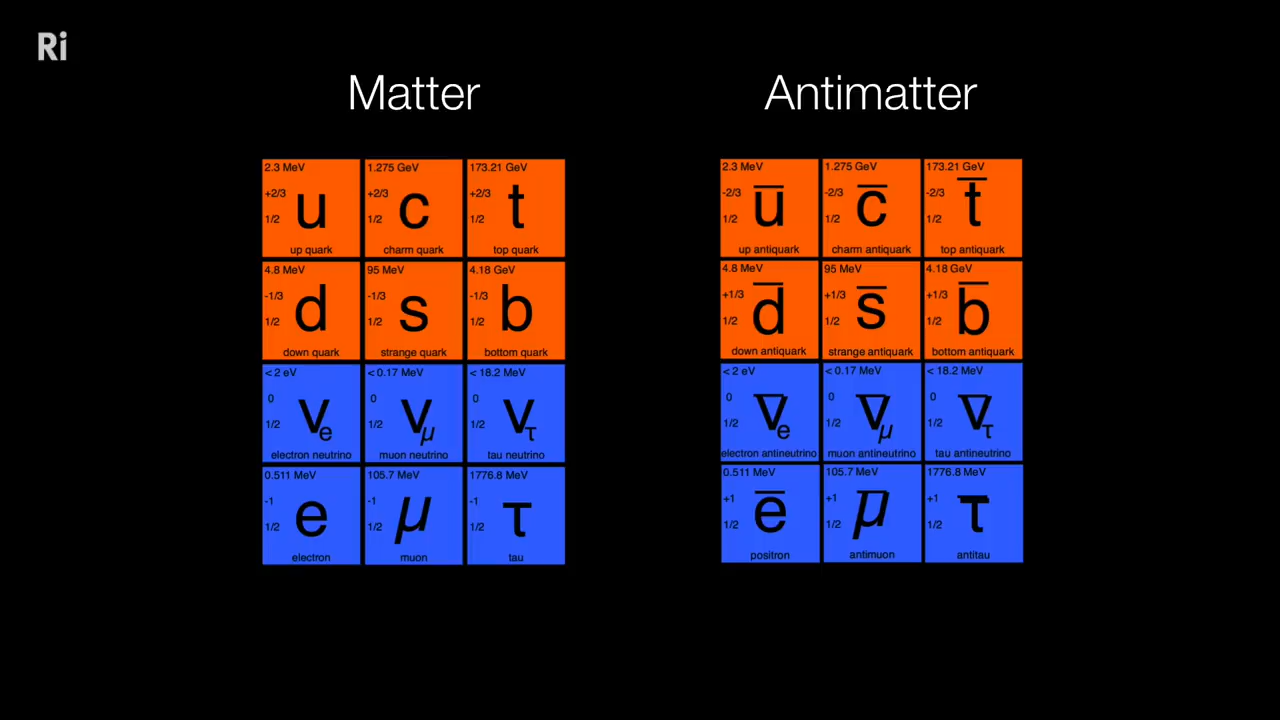 Ri
Matter
2.3 MeV 1.275 GeV 173.21 GeV
+2/3 +2/3 +2/3
u c t
1/2 1/2 1/2
up quark charm quark top quark
4.8 MeV 95 MeV 4.18 GeV
-1/3 -1/3 -1/3
d s b
1/2 1/2 1/2
down quark strange quark bottom quark
< 2 eV < 0.17 MeV < 18.2 MeV
0 0 0
νe νμ ντ
1/2 1/2 1/2
electron neutrino muon neutrino tau neutrino
0.511 MeV 105.7 MeV 1776.8 MeV
-1 -1 -1
e μ τ
1/2 1/2 1/2
electron muon tau
Antimatter
2.3 MeV 1.275 GeV 173.21 GeV
-2/3 -2/3 -2/3
u̅ c̅ t̅
1/2 1/2 1/2
up antiquark charm antiquark top antiquark
4.8 MeV 95 MeV 4.18 GeV
+1/3 +1/3 +1/3
d̅ s̅ b̅
1/2 1/2 1/2
down antiquark strange antiquark bottom antiquark
< 2 eV < 0.17 MeV < 18.2 MeV
0 0 0
ν̅e ν̅μ ν̅τ
1/2 1/2 1/2
electron antineutrino muon antineutrino tau antineutrino
0.511 MeV 105.7 MeV 1776.8 MeV
+1 +1 +1
e̅ μ̅ τ̅
1/2 1/2 1/2
positron antimuon antitau